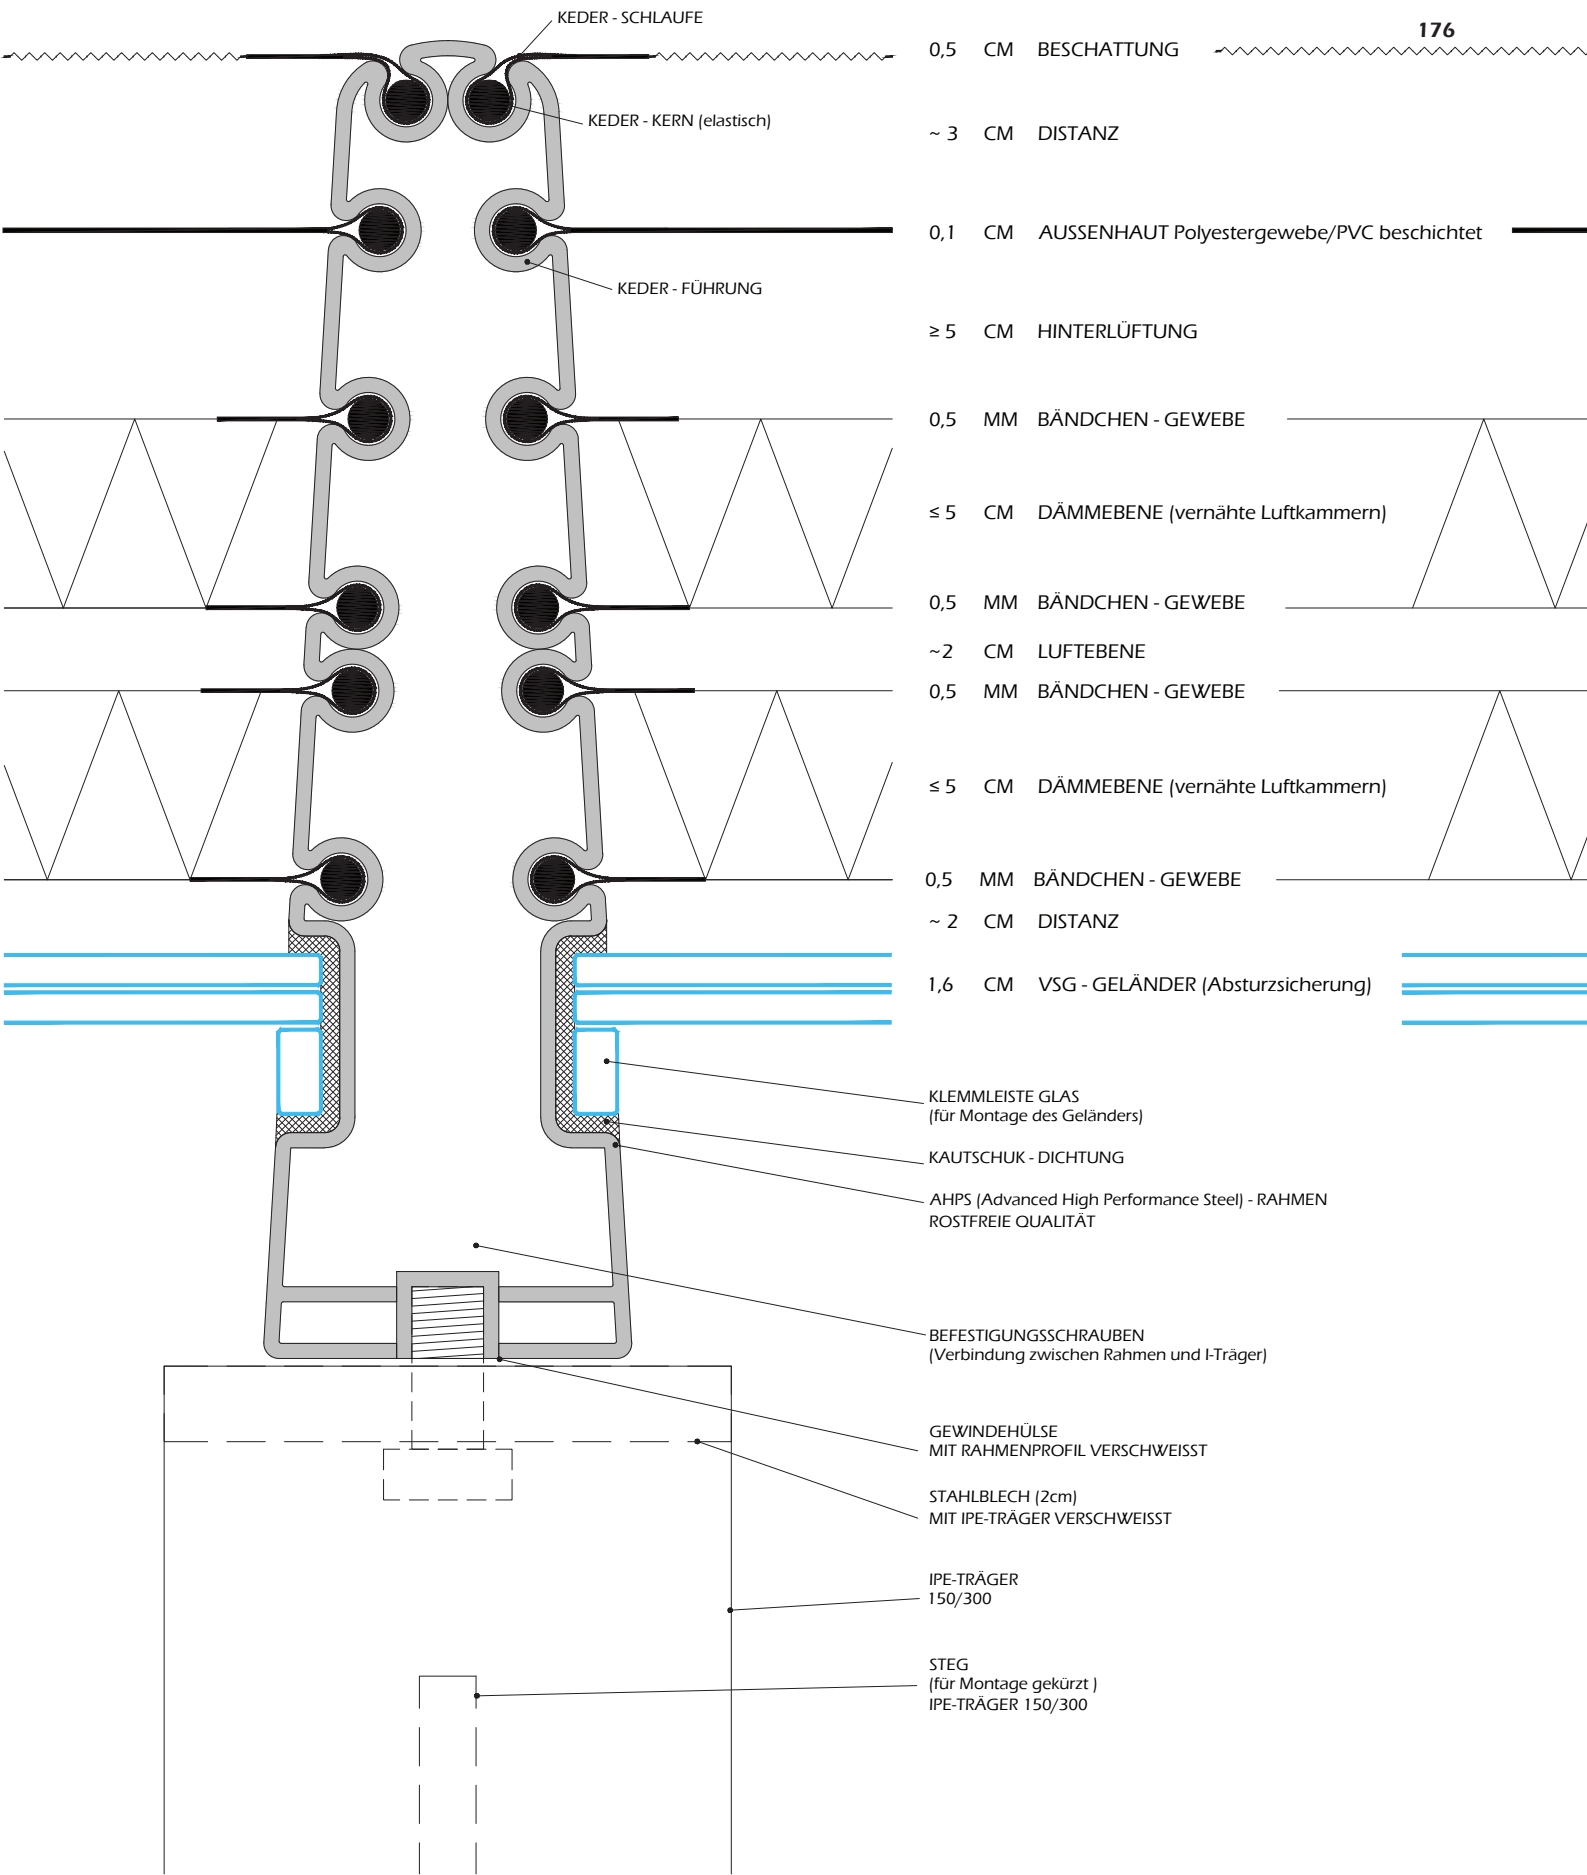 KEDER - SCHLAUFE
176
0,5 CM BESCHATTUNG
KEDER - KERN (elastisch)
~ 3 CM DISTANZ
0,1 CM AUSSENHAUT Polyestergewebe/PVC beschichtet
KEDER - FÜHRUNG
≥ 5 CM HINTERLÜFTUNG
0,5 MM BÄNDCHEN - GEWEBE
≤ 5 CM DÄMMEBENE (vernähte Luftkammern)
0,5 MM BÄNDCHEN - GEWEBE
~2 CM LUFTEBENE
0,5 MM BÄNDCHEN - GEWEBE
≤ 5 CM DÄMMEBENE (vernähte Luftkammern)
0,5 MM BÄNDCHEN - GEWEBE
~ 2 CM DISTANZ
1,6 CM VSG - GELÄNDER (Absturzsicherung)
KLEMMLEISTE GLAS
(für Montage des Geländers)
KAUTSCHUK - DICHTUNG
AHPS (Advanced High Performance Steel) - RAHMEN
ROSTFREIE QUALITÄT
BEFESTIGUNGSSCHRAUBEN
(Verbindung zwischen Rahmen und I-Träger)
GEWINDEHÜLSE
MIT RAHMENPROFIL VERSCHWEISST
STAHLBLECH (2cm)
MIT IPE-TRÄGER VERSCHWEISST
IPE-TRÄGER
150/300
STEG
(für Montage gekürzt )
IPE-TRÄGER 150/300